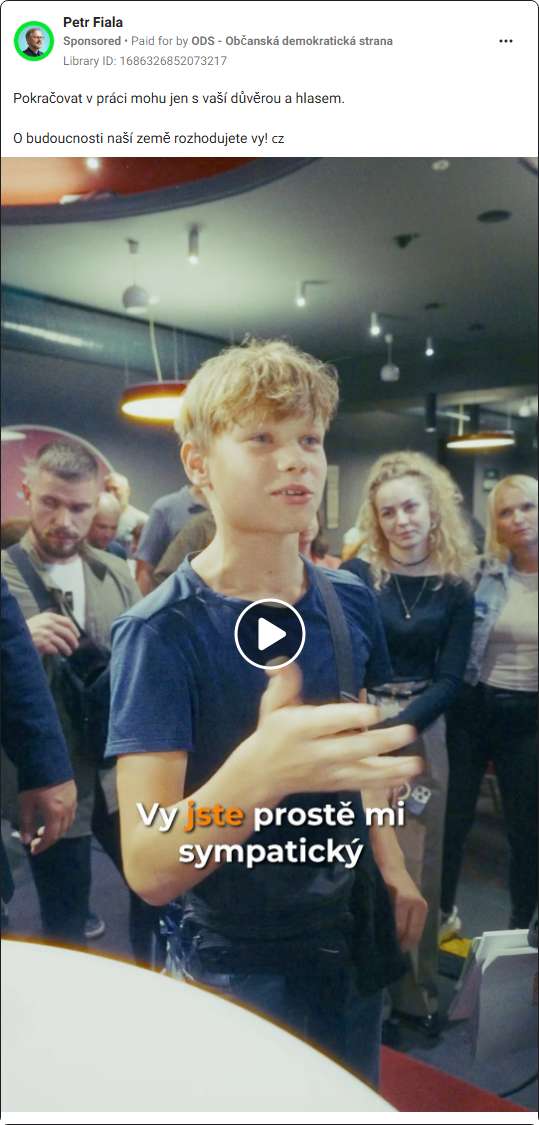 Petr Fiala
Sponsored • Paid for by ODS - Občanská demokratická strana
Library ID: 1686326852073217
Pokračovat v práci mohu jen s vaší důvěrou a hlasem.
O budoucnosti naší země rozhodujete vy! cz
Vy jste prostě mi
sympatický